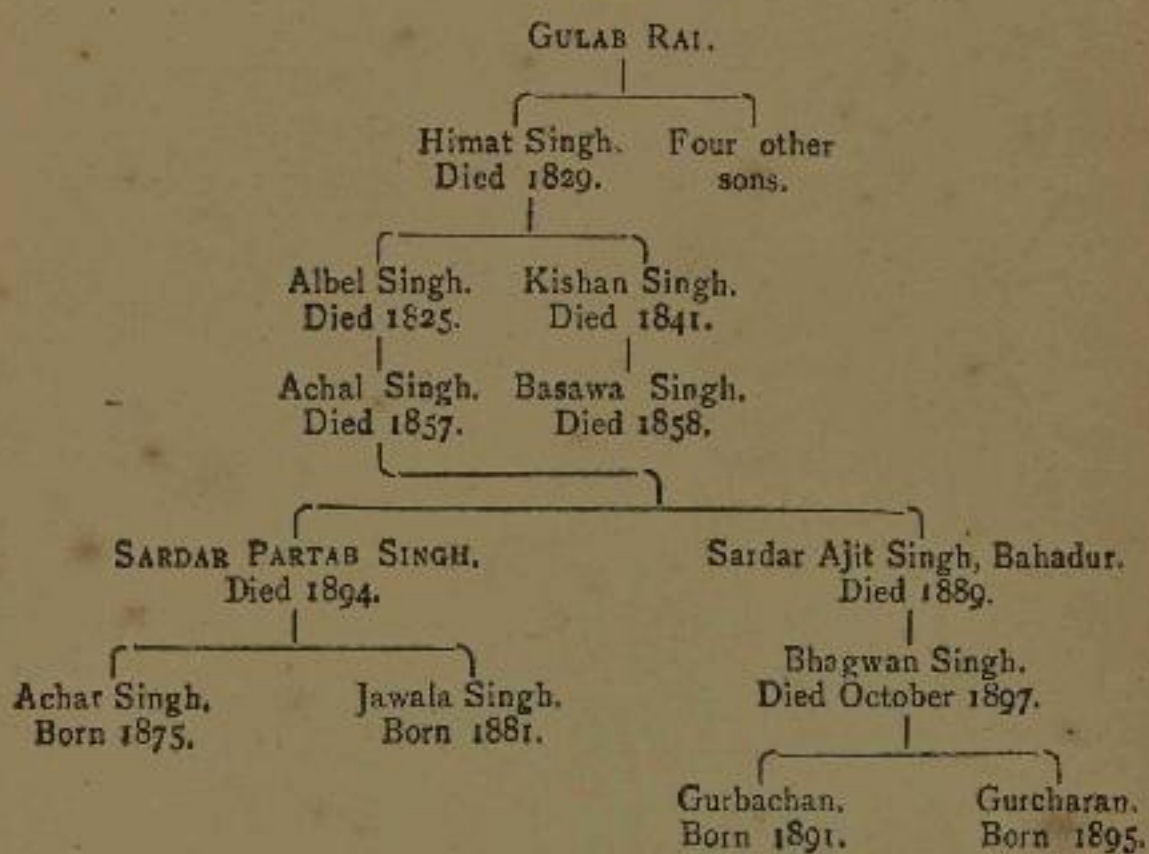 GULAB RAI.
Himat Singh. Four other
Died 1829. sons.
Albel Singh. Kishan Singh.
Died 1825. Died 1841.
Achal Singh. Basawa Singh.
Died 1857. Died 1858.
SARDAR PARTAB SINGH. Sardar Ajit Singh, Bahadur.
Died 1894. Died 1889.
Bhagwan Singh.
Achar Singh. Jawala Singh. Died October 1897.
Born 1875. Born 1881.
Gurbachan. Gurcharan.
Born 1891. Born 1895.